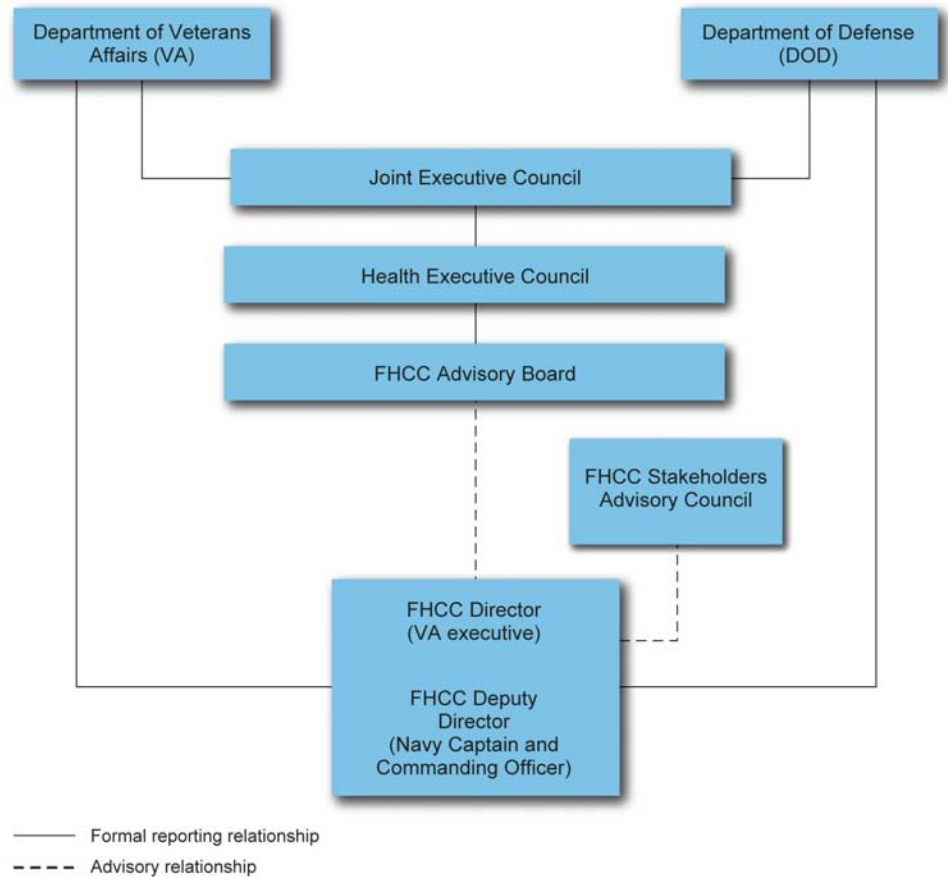 Department of Veterans
Affairs (VA)
Department of Defense
(DOD)
Joint Executive Council
Health Executive Council
FHCC Advisory Board
FHCC Stakeholders
Advisory Council
FHCC Director
(VA executive)
FHCC Deputy
Director
(Navy Captain and
Commanding Officer)
Formal reporting relationship
Advisory relationship